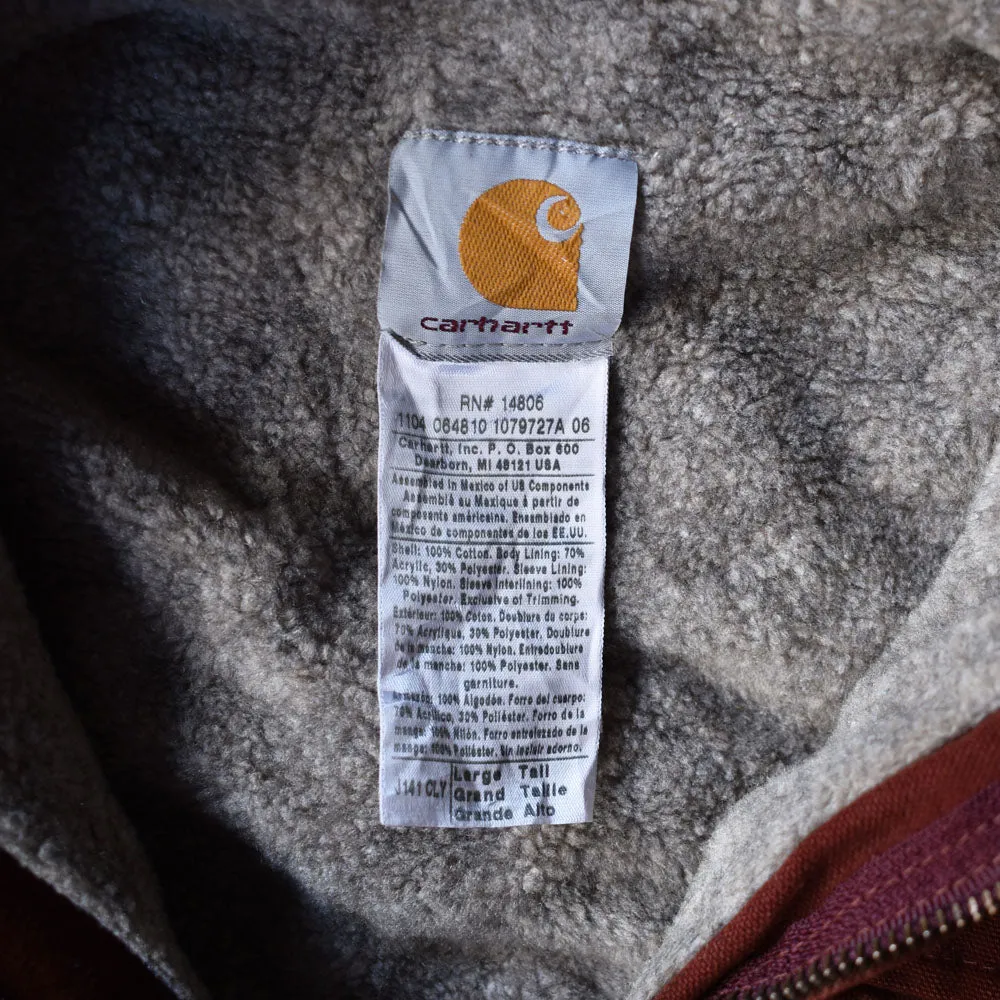 carhartt
RN# 14806
1104 064810 1079727A 06
Carhartt, Inc. P. O. Box 600
Dearborn, MI 48121 USA
Assembled in Mexico of US Components
Assemblé au Mexique à partir de
composants américains. Ensamblado en
México de componentes de los EE.UU.
Shell: 100% Cotton. Body Lining: 70%
Acrylic, 30% Polyester. Sleeve Lining:
100% Nylon. Sleeve Interlining: 100%
Polyester. Exclusive of Trimming.
Extérieur: 100% Coton. Doublure du corps:
70% Acrylique, 30% Polyester. Doublure
de la manche: 100% Nylon. Entredoublure
de la manche: 100% Polyester. Sans
garniture.
100% Algodón. Forro del cuerpo:
70% Acrílico, 30% Poliéster. Forro de la
manga: 100% Nilón. Forro entrelazado de la
manga: 100% Poliéster. Sin incluir adorno.
J141 CLY Large Tall
Grand Taille
Grande Alto